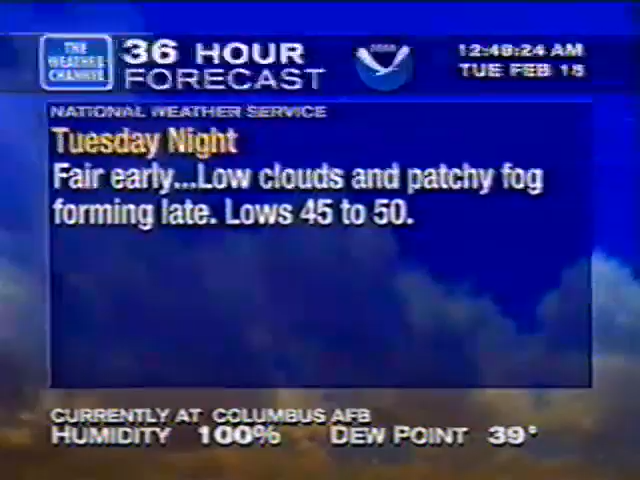 THE
WEATHER
CHANNEL
36 HOUR
FORECAST
NOAA
12:48:24 AM
TUE FEB 18
NATIONAL WEATHER SERVICE
Tuesday Night
Fair early...Low clouds and patchy fog
forming late. Lows 45 to 50.
CURRENTLY AT COLUMBUS AFB
HUMIDITY 100% DEW POINT 39°